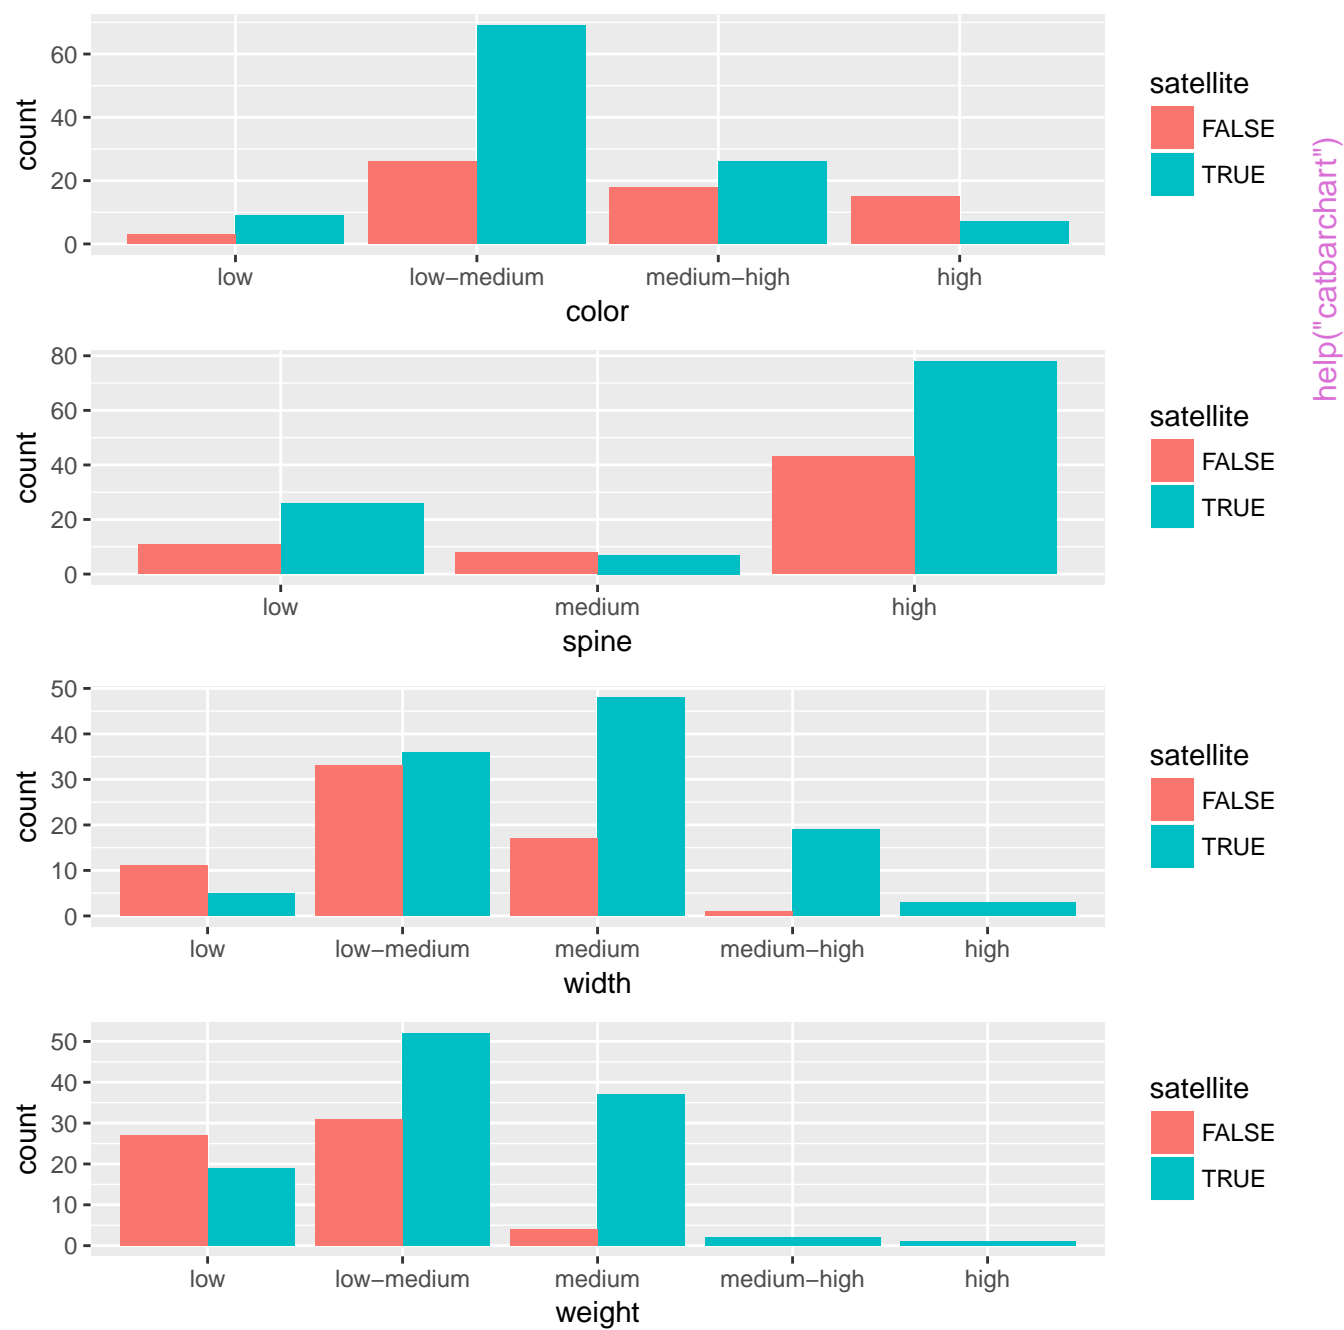 count
60
40
20
0
low low−medium medium−high high
color
satellite
FALSE
TRUE
help("catbarchart")
count
80
60
40
20
0
low medium high
spine
satellite
FALSE
TRUE
count
50
40
30
20
10
0
low low−medium medium medium−high high
width
satellite
FALSE
TRUE
count
50
40
30
20
10
0
low low−medium medium medium−high high
weight
satellite
FALSE
TRUE